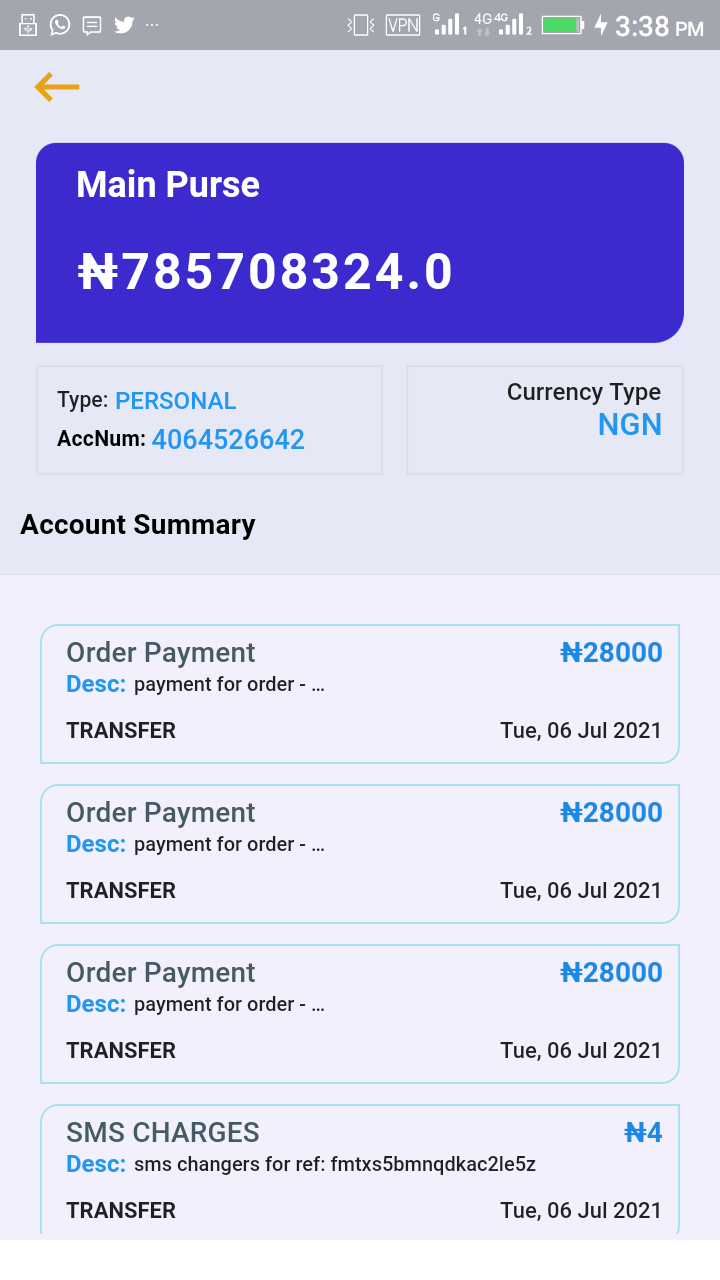 VPN G 1 4G 4G 2 3:38 PM
Main Purse
₦785708324.0
Type: PERSONAL
AccNum: 4064526642
Currency Type
NGN
Account Summary
Order Payment ₦28000
Desc: payment for order - ...
TRANSFER Tue, 06 Jul 2021
Order Payment ₦28000
Desc: payment for order - ...
TRANSFER Tue, 06 Jul 2021
Order Payment ₦28000
Desc: payment for order - ...
TRANSFER Tue, 06 Jul 2021
SMS CHARGES ₦4
Desc: sms changers for ref: fmtxs5bmnqdkac2le5z
TRANSFER Tue, 06 Jul 2021